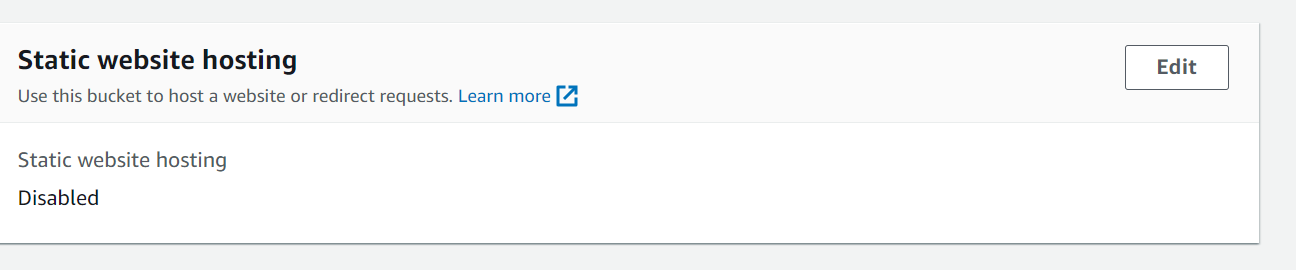 Static website hosting
Edit
Use this bucket to host a website or redirect requests. Learn more
Static website hosting
Disabled